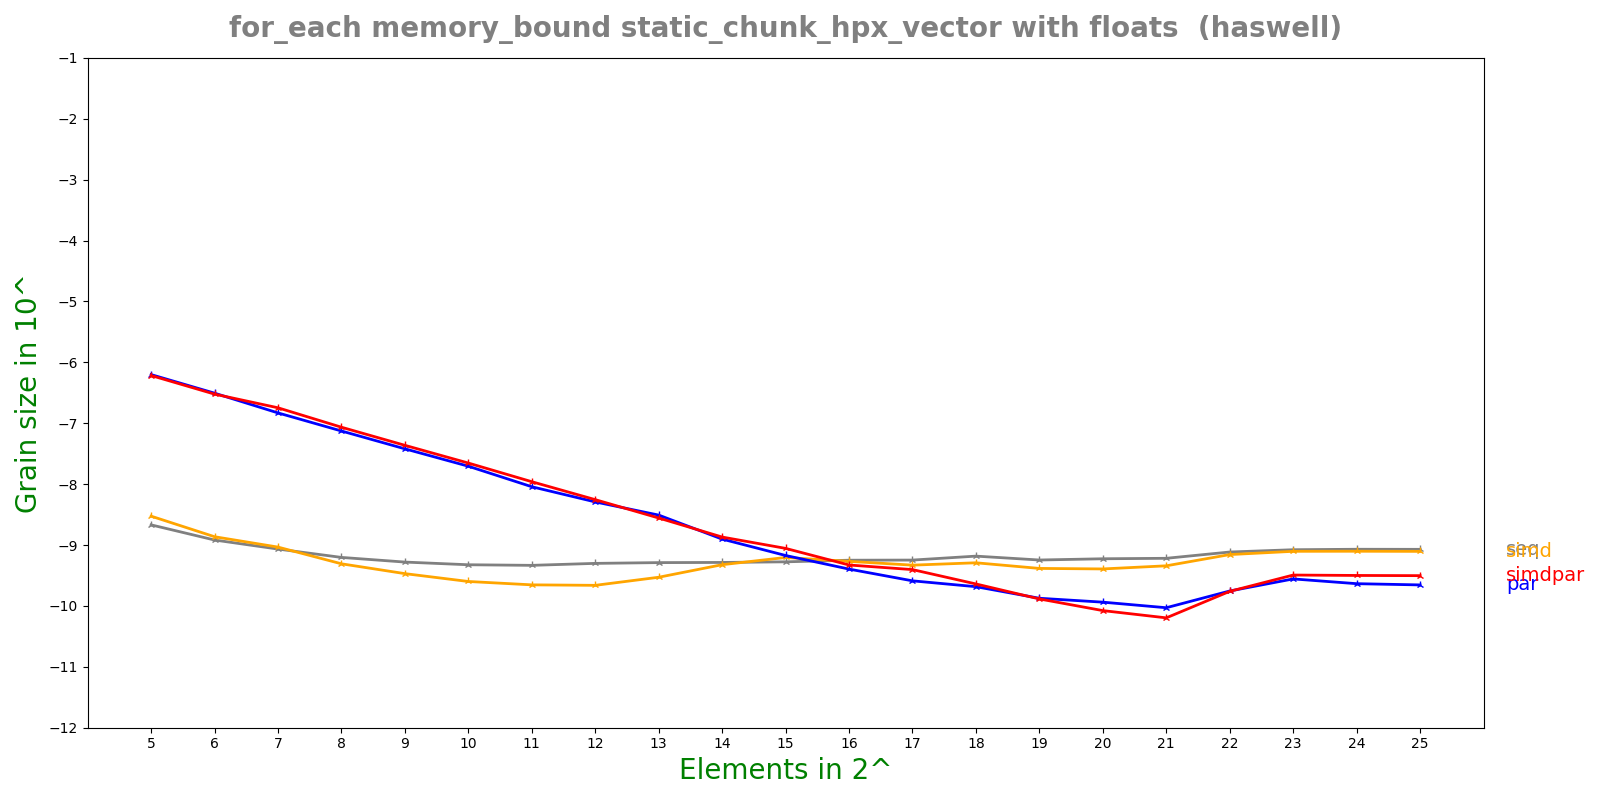 for_each memory_bound static_chunk_hpx_vector with floats  (haswell)
Grain size in 10^
−1
−2
−3
−4
−5
−6
−7
−8
−9
−10
−11
−12
5 6 7 8 9 10 11 12 13 14 15 16 17 18 19 20 21 22 23 24 25
Elements in 2^
seq
simd
simdpar
par